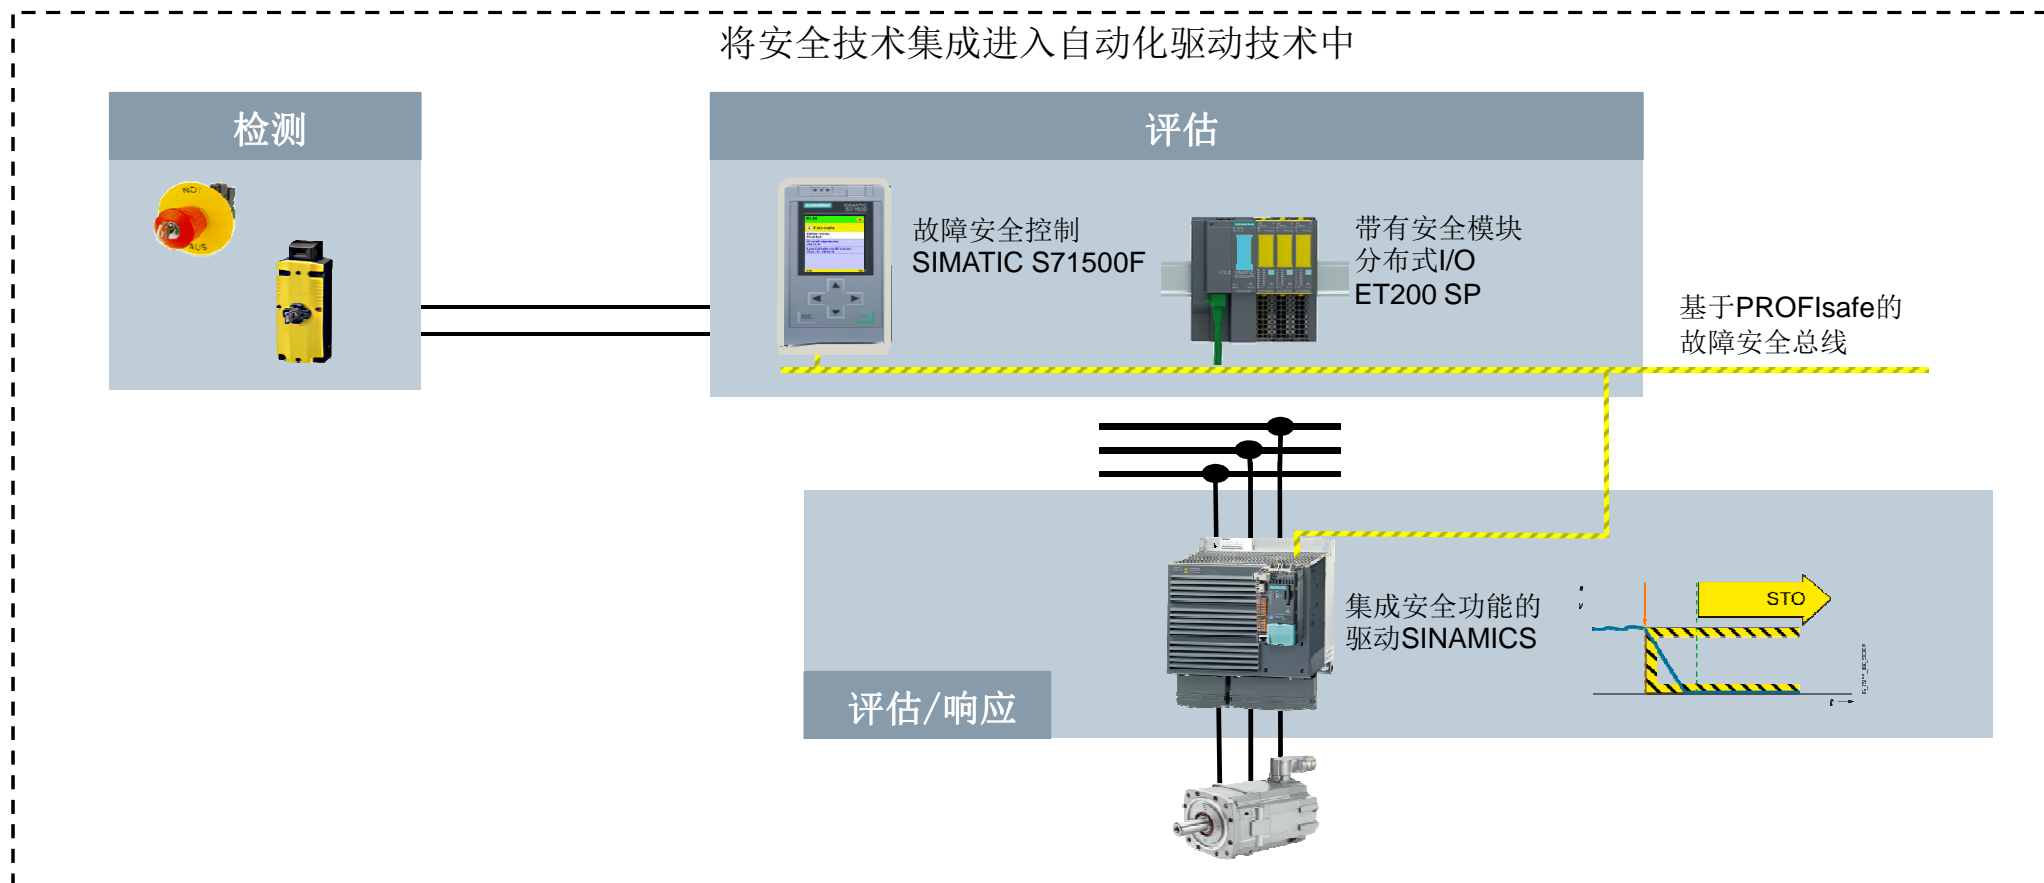 将安全技术集成进入自动化驱动技术中
检测
评估
NOT
AUS
故障安全控制
SIMATIC S71500F
带有安全模块
分布式I/O
ET200 SP
基于PROFIsafe的
故障安全总线
集成安全功能的
驱动SINAMICS
STO
评估/响应